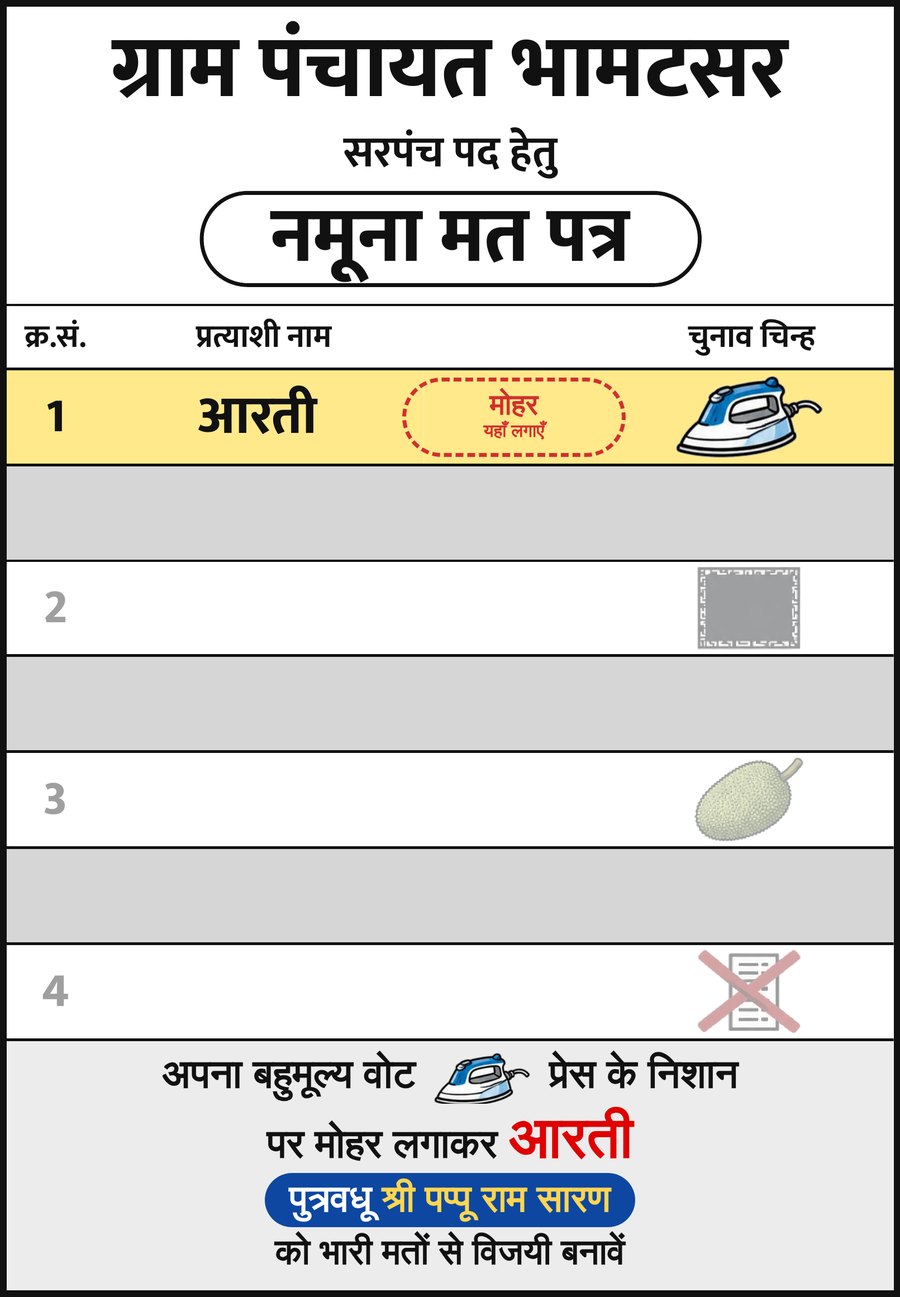 ग्राम पंचायत भामटसर
सरपंच पद हेतु
नमूना मत पत्र
क्र.सं. प्रत्याशी नाम चुनाव चिन्ह
1 आरती मोहर
यहाँ लगाएँ
2
3
4
अपना बहुमूल्य वोट प्रेस के निशान
पर मोहर लगाकर आरती
पुत्रवधू श्री पप्पू राम सारण
को भारी मतों से विजयी बनावें